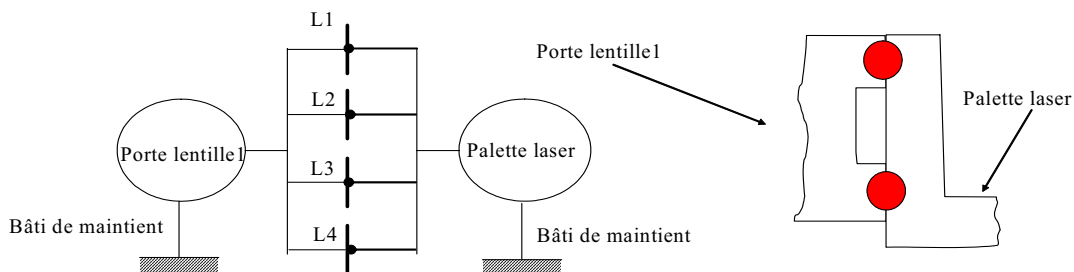 L1
L2
L3
L4
Porte lentille1
Palette laser
Bâti de maintient
Bâti de maintient
Porte lentille1
Palette laser